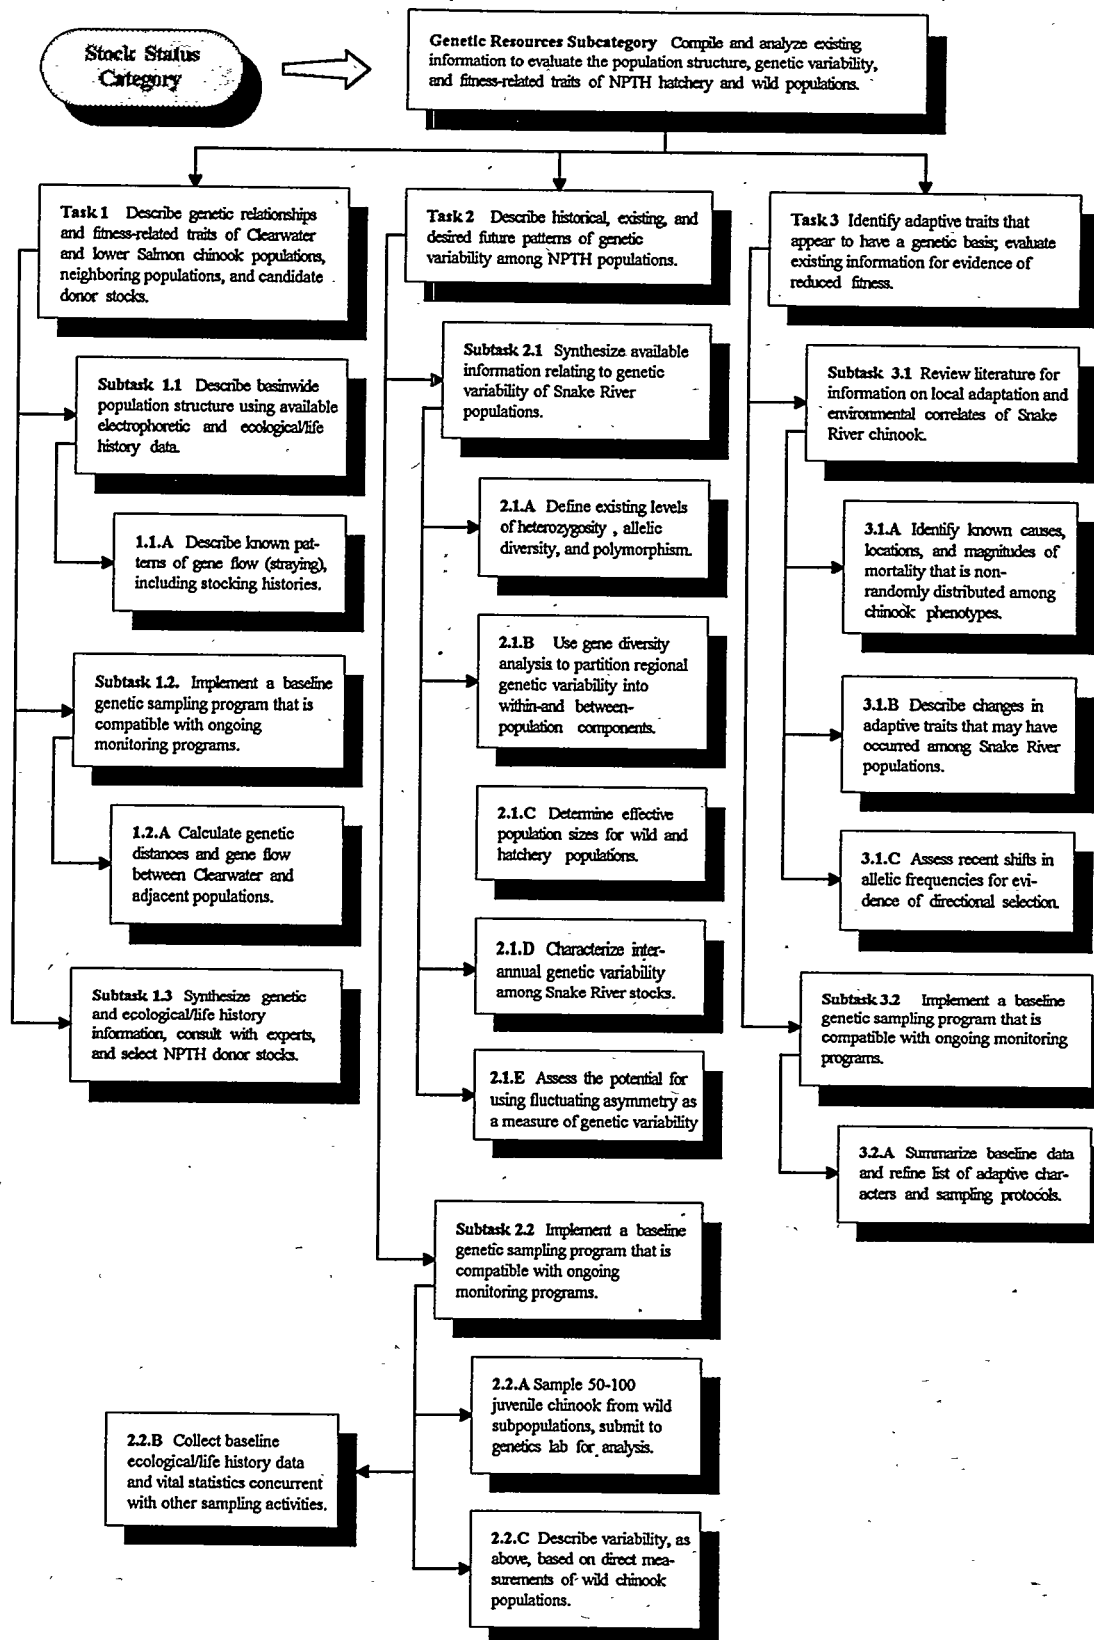 Stock Status
Category
Genetic Resources Subcategory Compile and analyze existing
information to evaluate the population structure, genetic variability,
and fitness-related traits of NPTH hatchery and wild populations.
Task 1 Describe genetic relationships
and fitness-related traits of Clearwater
and lower Salmon chinook populations,
neighboring populations, and candidate
donor stocks.
Subtask 1.1 Describe basinwide
population structure using available
electrophoretic and ecological/life
history data.
1.1.A Describe known pat-
terns of gene flow (straying),
including stocking histories.
Subtask 1.2. Implement a baseline
genetic sampling program that is
compatible with ongoing
monitoring programs.
1.2.A Calculate genetic
distances and gene flow
between Clearwater and
adjacent populations.
Subtask 1.3 Synthesize genetic
and ecological/life history
information, consult with experts,
and select NPTH donor stocks.
Task 2 Describe historical, existing, and
desired future patterns of genetic
variability among NPTH populations.
Subtask 2.1 Synthesize available
information relating to genetic
variability of Snake River
populations.
2.1.A Define existing levels
of heterozygosity , allelic
diversity, and polymorphism.
2.1.B Use gene diversity
analysis to partition regional
genetic variability into
within-and between-
population components.
2.1.C Determine effective
population sizes for wild and
hatchery populations.
2.1.D Characterize inter-
annual genetic variability
among Snake River stocks.
2.1.E Assess the potential for
using fluctuating asymmetry as
a measure of genetic variability
Subtask 2.2 Implement a baseline
genetic sampling program that is
compatible with ongoing
monitoring programs.
2.2.A Sample 50-100
juvenile chinook from wild
subpopulations, submit to
genetics lab for analysis.
2.2.B Collect baseline
ecological/life history data
and vital statistics concurrent
with other sampling activities.
2.2.C Describe variability, as
above, based on direct mea-
surements of wild chinook
populations.
Task 3 Identify adaptive traits that
appear to have a genetic basis; evaluate
existing information for evidence of
reduced fitness.
Subtask 3.1 Review literature for
information on local adaptation and
environmental correlates of Snake
River chinook.
3.1.A Identify known causes,
locations, and magnitudes of
mortality that is non-
randomly distributed among
chinook phenotypes.
3.1.B Describe changes in
adaptive traits that may have
occurred among Snake River
populations.
3.1.C Assess recent shifts in
allelic frequencies for evi-
dence of directional selection.
Subtask 3.2 Implement a baseline
genetic sampling program that is
compatible with ongoing monitoring
programs.
3.2.A Summarize baseline data
and refine list of adaptive char-
acters and sampling protocols.